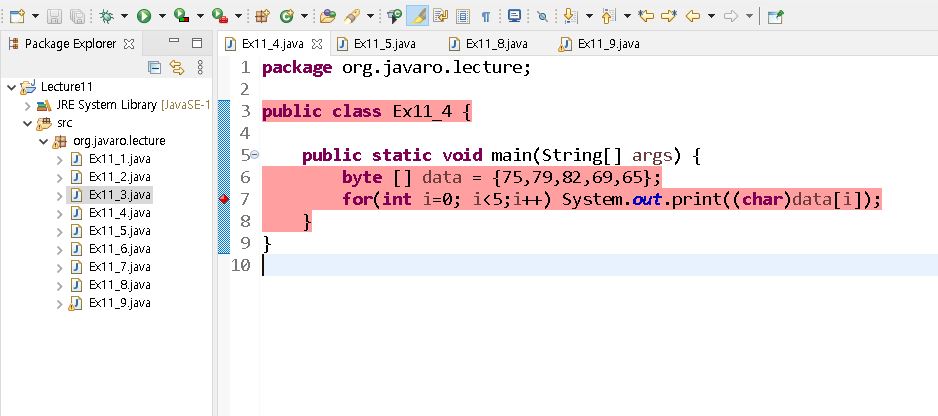 Package Explorer
Lecture11
JRE System Library [JavaSE-1
src
org.javaro.lecture
Ex11_1.java
Ex11_2.java
Ex11_3.java
Ex11_4.java
Ex11_5.java
Ex11_6.java
Ex11_7.java
Ex11_8.java
Ex11_9.java
Ex11_4.java Ex11_5.java Ex11_8.java Ex11_9.java
1 package org.javaro.lecture;
2
3 public class Ex11_4 {
4
5 public static void main(String[] args) {
6 byte [] data = {75,79,82,69,65};
7 for(int i=0; i<5;i++) System.out.print((char)data[i]);
8 }
9 }
10